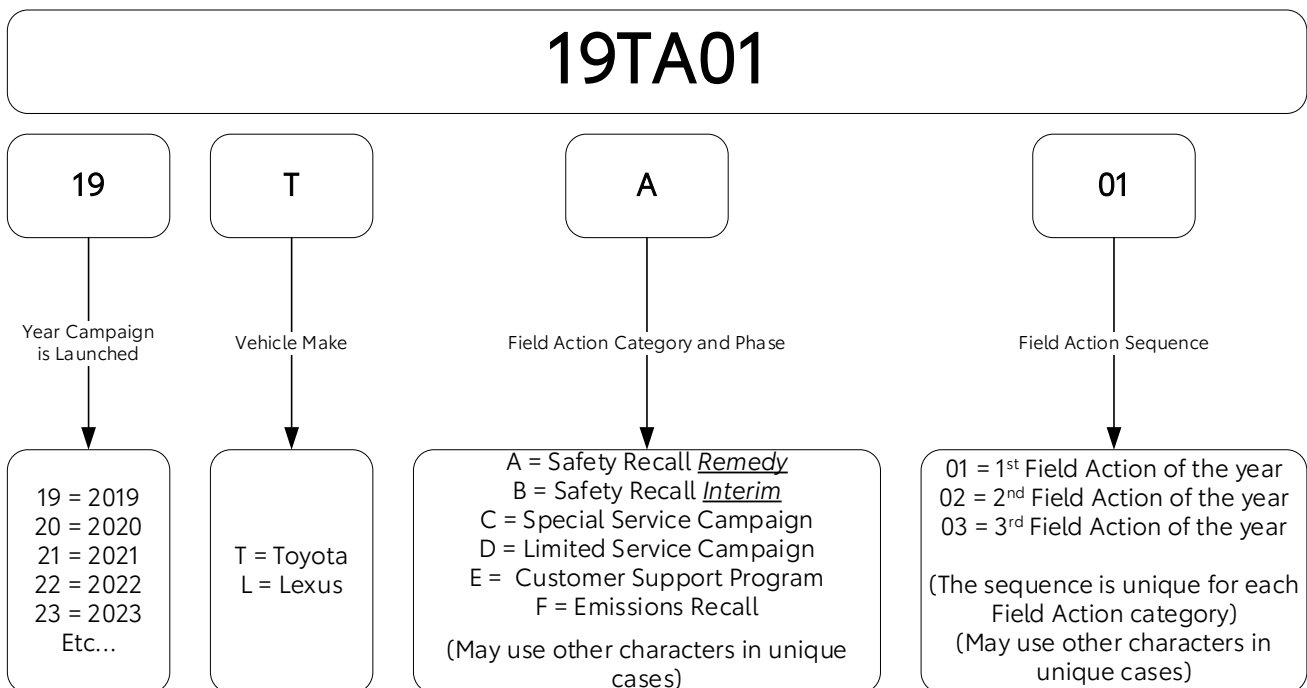 19TA01
19
T
A
01
Year Campaign
is Launched
Vehicle Make
Field Action Category and Phase
Field Action Sequence
19 = 2019
20 = 2020
21 = 2021
22 = 2022
23 = 2023
Etc...
T = Toyota
L = Lexus
A = Safety Recall Remedy
B = Safety Recall Interim
C = Special Service Campaign
D = Limited Service Campaign
E = Customer Support Program
F = Emissions Recall
(May use other characters in unique
cases)
01 = 1st Field Action of the year
02 = 2nd Field Action of the year
03 = 3rd Field Action of the year
(The sequence is unique for each
Field Action category)
(May use other characters in
unique cases)